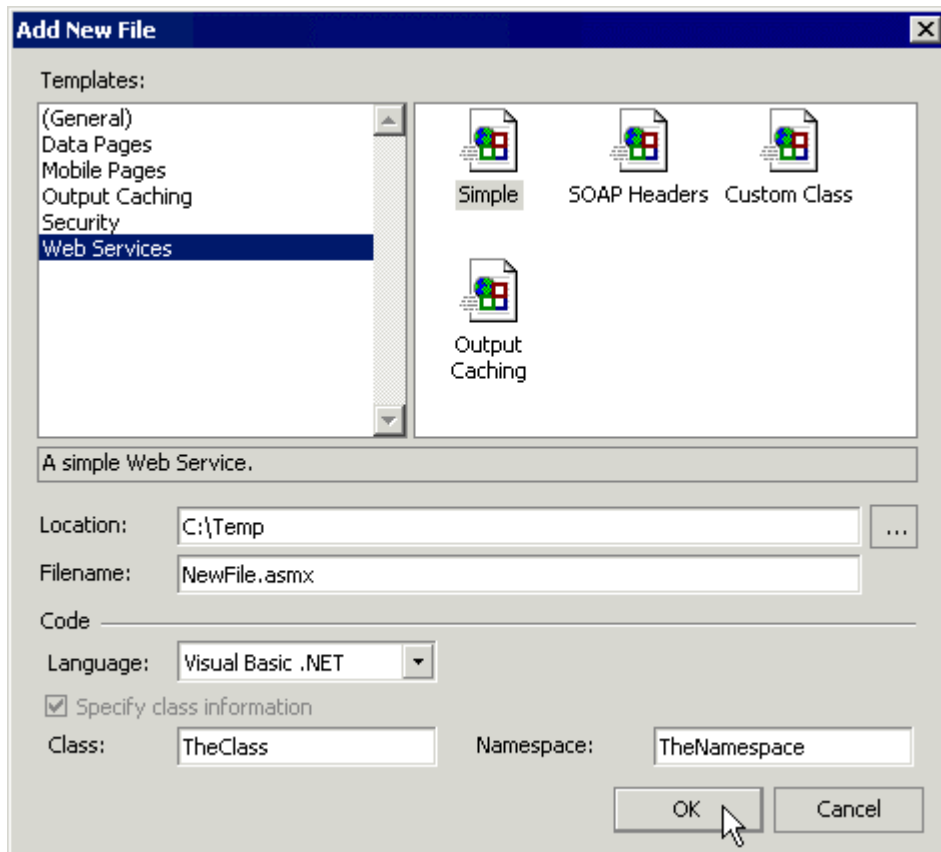 Add New File
Templates:
(General)
Data Pages
Mobile Pages
Output Caching
Security
Web Services
Simple
SOAP Headers
Custom Class
Output
Caching
A simple Web Service.
Location:
C:\Temp
...
Filename:
NewFile.asmx
Code
Language:
Visual Basic .NET
Specify class information
Class:
TheClass
Namespace:
TheNamespace
OK
Cancel